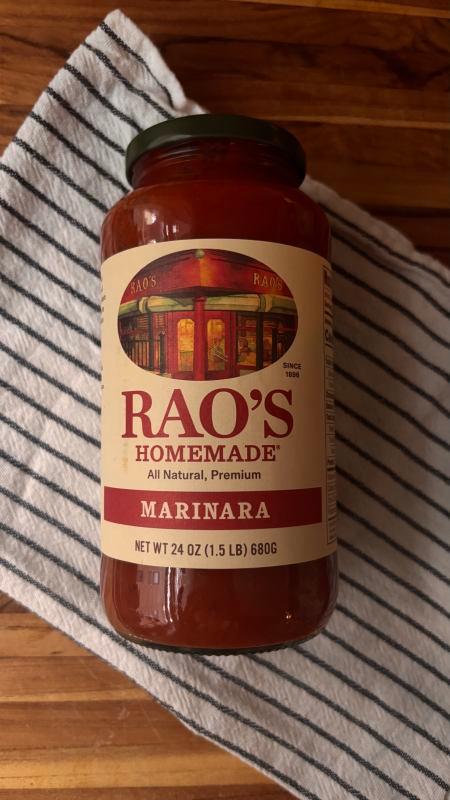 RAO'S RAO'S
SINCE
1896
RAO'S
HOMEMADE®
All Natural, Premium
MARINARA
NET WT 24 OZ (1.5 LB) 680G